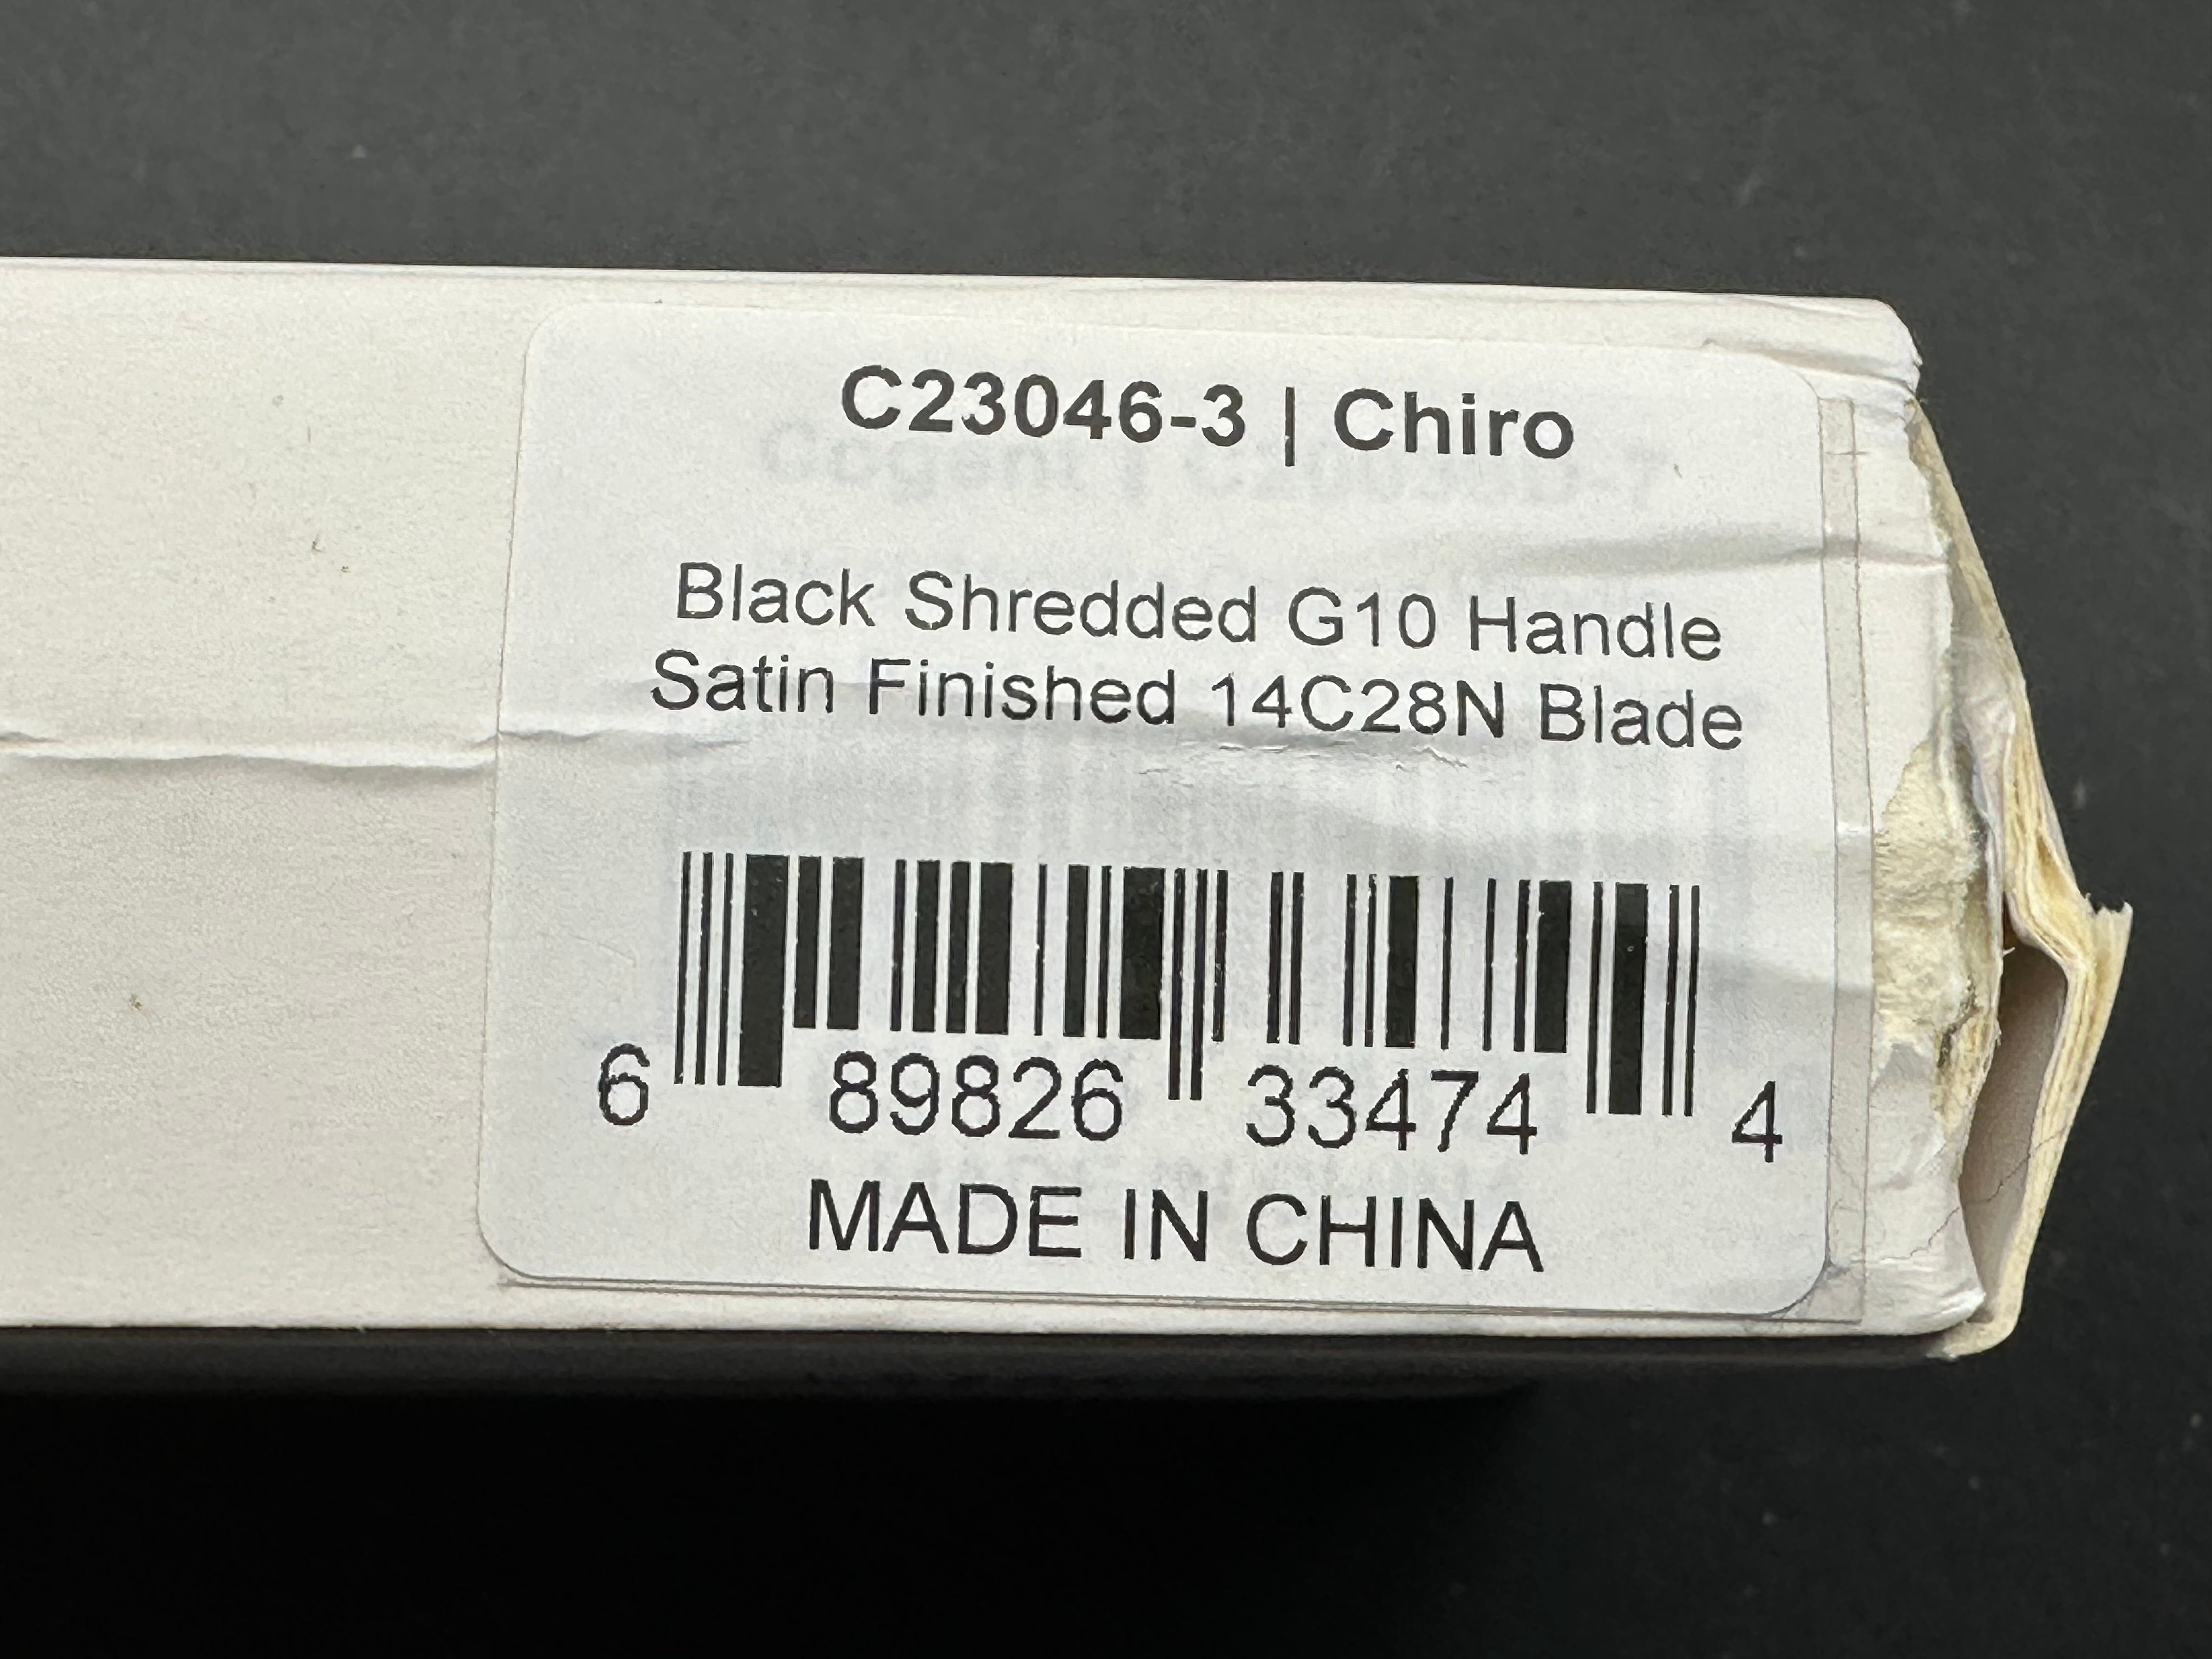 C23046-3 | Chiro
Black Shredded G10 Handle
Satin Finished 14C28N Blade
6 89826 33474 4
MADE IN CHINA